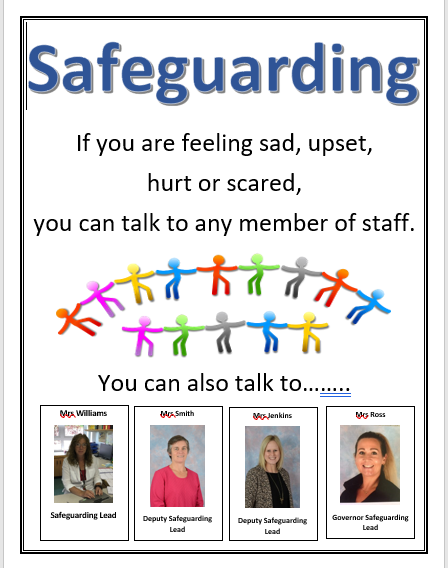 Safeguarding
If you are feeling sad, upset,
hurt or scared,
you can talk to any member of staff.
You can also talk to……..
Mrs Williams
Safeguarding Lead
Mrs Smith
Deputy Safeguarding
Lead
Mrs Jenkins
Deputy Safeguarding
Lead
Ms Ross
Governor Safeguarding
Lead